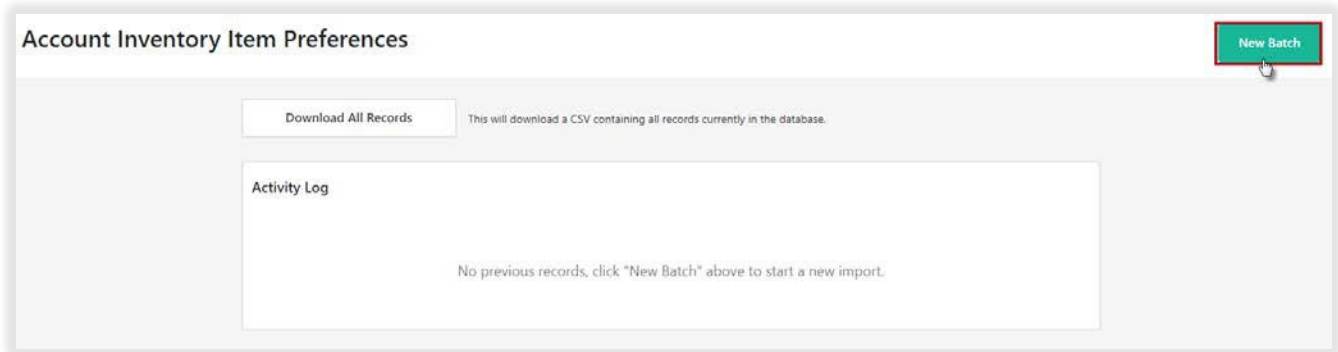 Account Inventory Item Preferences
New Batch
Download All Records
This will download a CSV containing all records currently in the database.
Activity Log
No previous records, click "New Batch" above to start a new import.